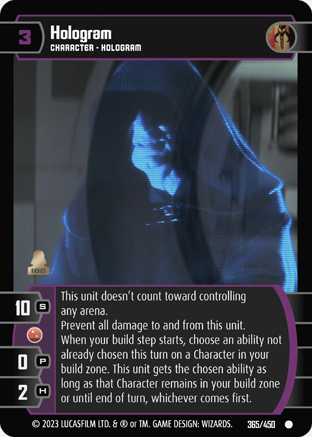 3
Hologram
CHARACTER - HOLOGRAM
IDC
10 S
0 P
2 H
This unit doesn't count toward controlling
any arena.
Prevent all damage to and from this unit.
When your build step starts, choose an ability not
already chosen this turn on a Character in your
build zone. This unit gets the chosen ability as
long as that Character remains in your build zone
or until end of turn, whichever comes first.
© 2023 LUCASFILM LTD. & ® or TM. GAME DESIGN: WIZARDS.
365/450